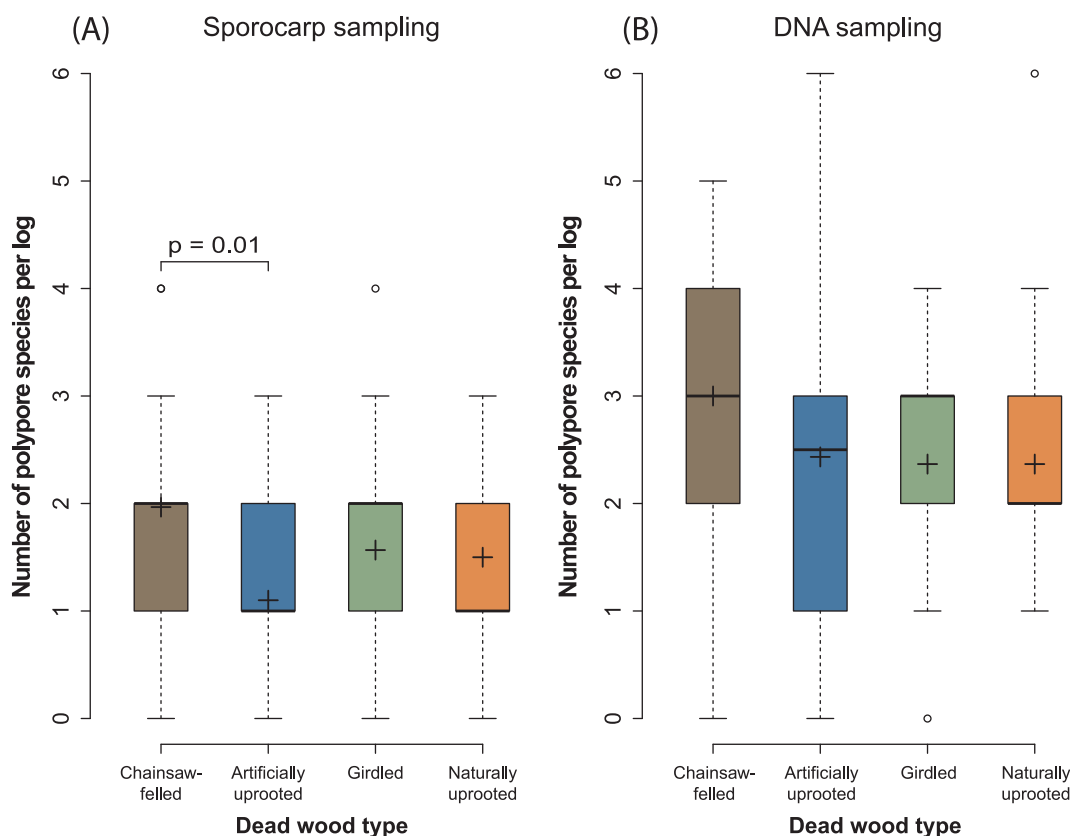 (A)
Sporocarp sampling
Number of polypore species per log
0
1
2
3
4
5
6
p = 0.01
Chainsaw-
felled
Artificially
uprooted
Girdled
Naturally
uprooted
Dead wood type
(B)
DNA sampling
Number of polypore species per log
0
1
2
3
4
5
6
Chainsaw-
felled
Artificially
uprooted
Girdled
Naturally
uprooted
Dead wood type